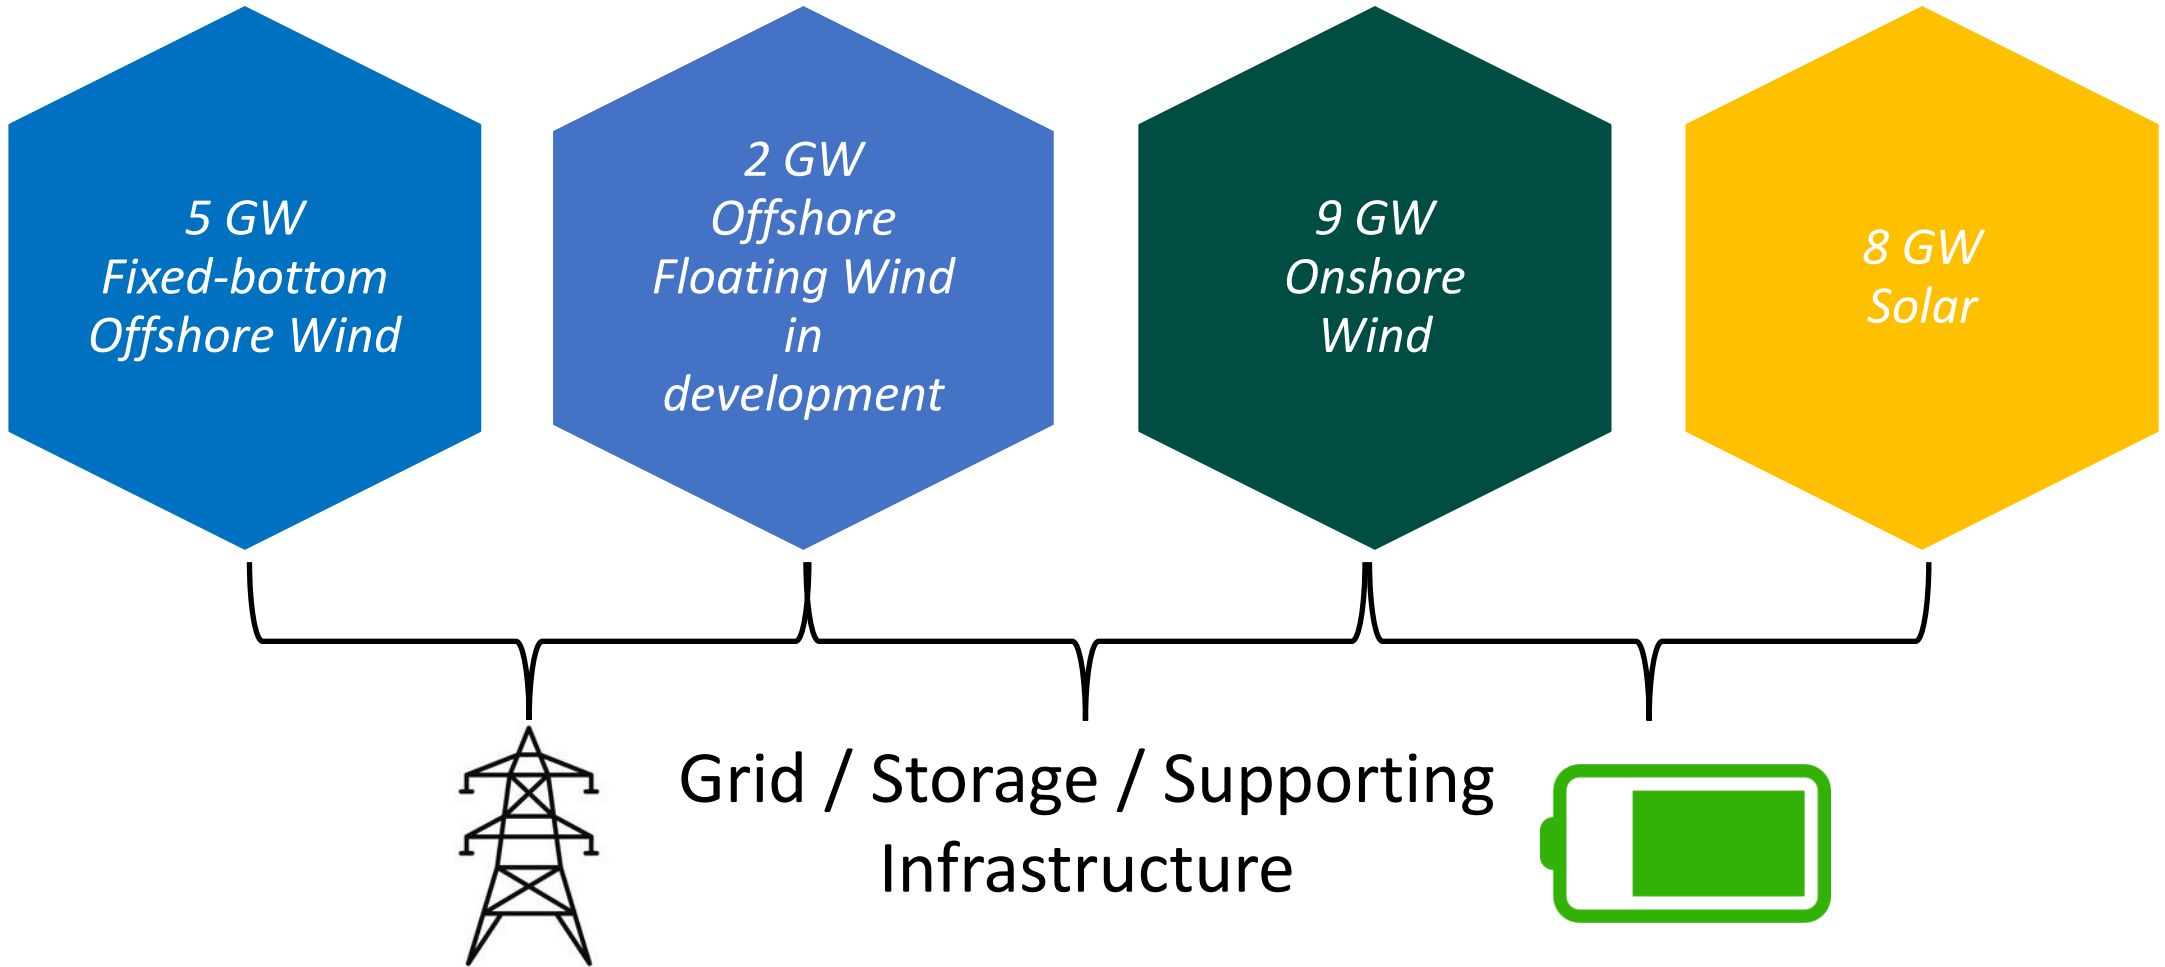 5 GW
Fixed-bottom
Offshore Wind
2 GW
Offshore
Floating Wind
in
development
9 GW
Onshore
Wind
8 GW
Solar
Grid / Storage / Supporting
Infrastructure